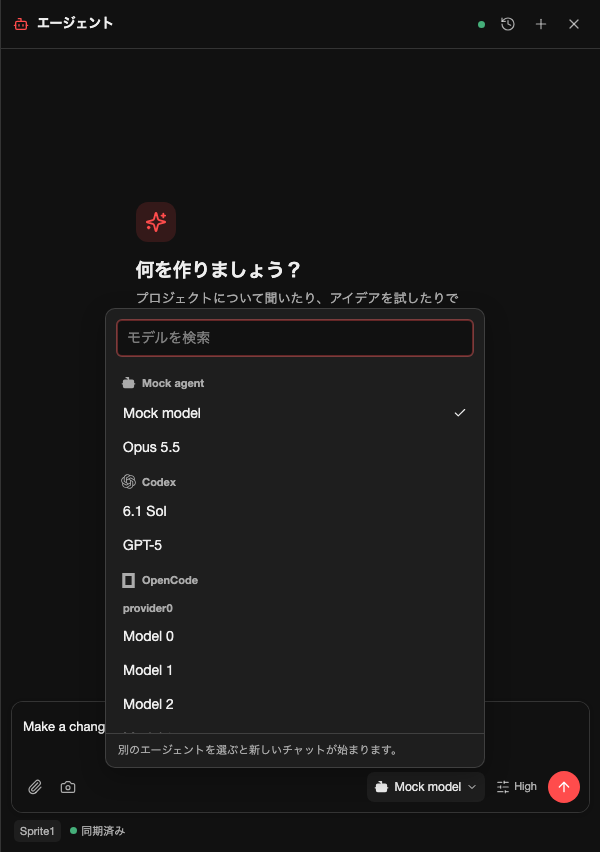 エージェント
何を作りましょう？
プロジェクトについて聞いたり、アイデアを試したりで
モデルを検索
Mock agent
Mock model
Opus 5.5
Codex
6.1 Sol
GPT-5
OpenCode
provider0
Model 0
Model 1
Model 2
別のエージェントを選ぶと新しいチャットが始まります。
Make a chang
Mock model
High
Sprite1
同期済み